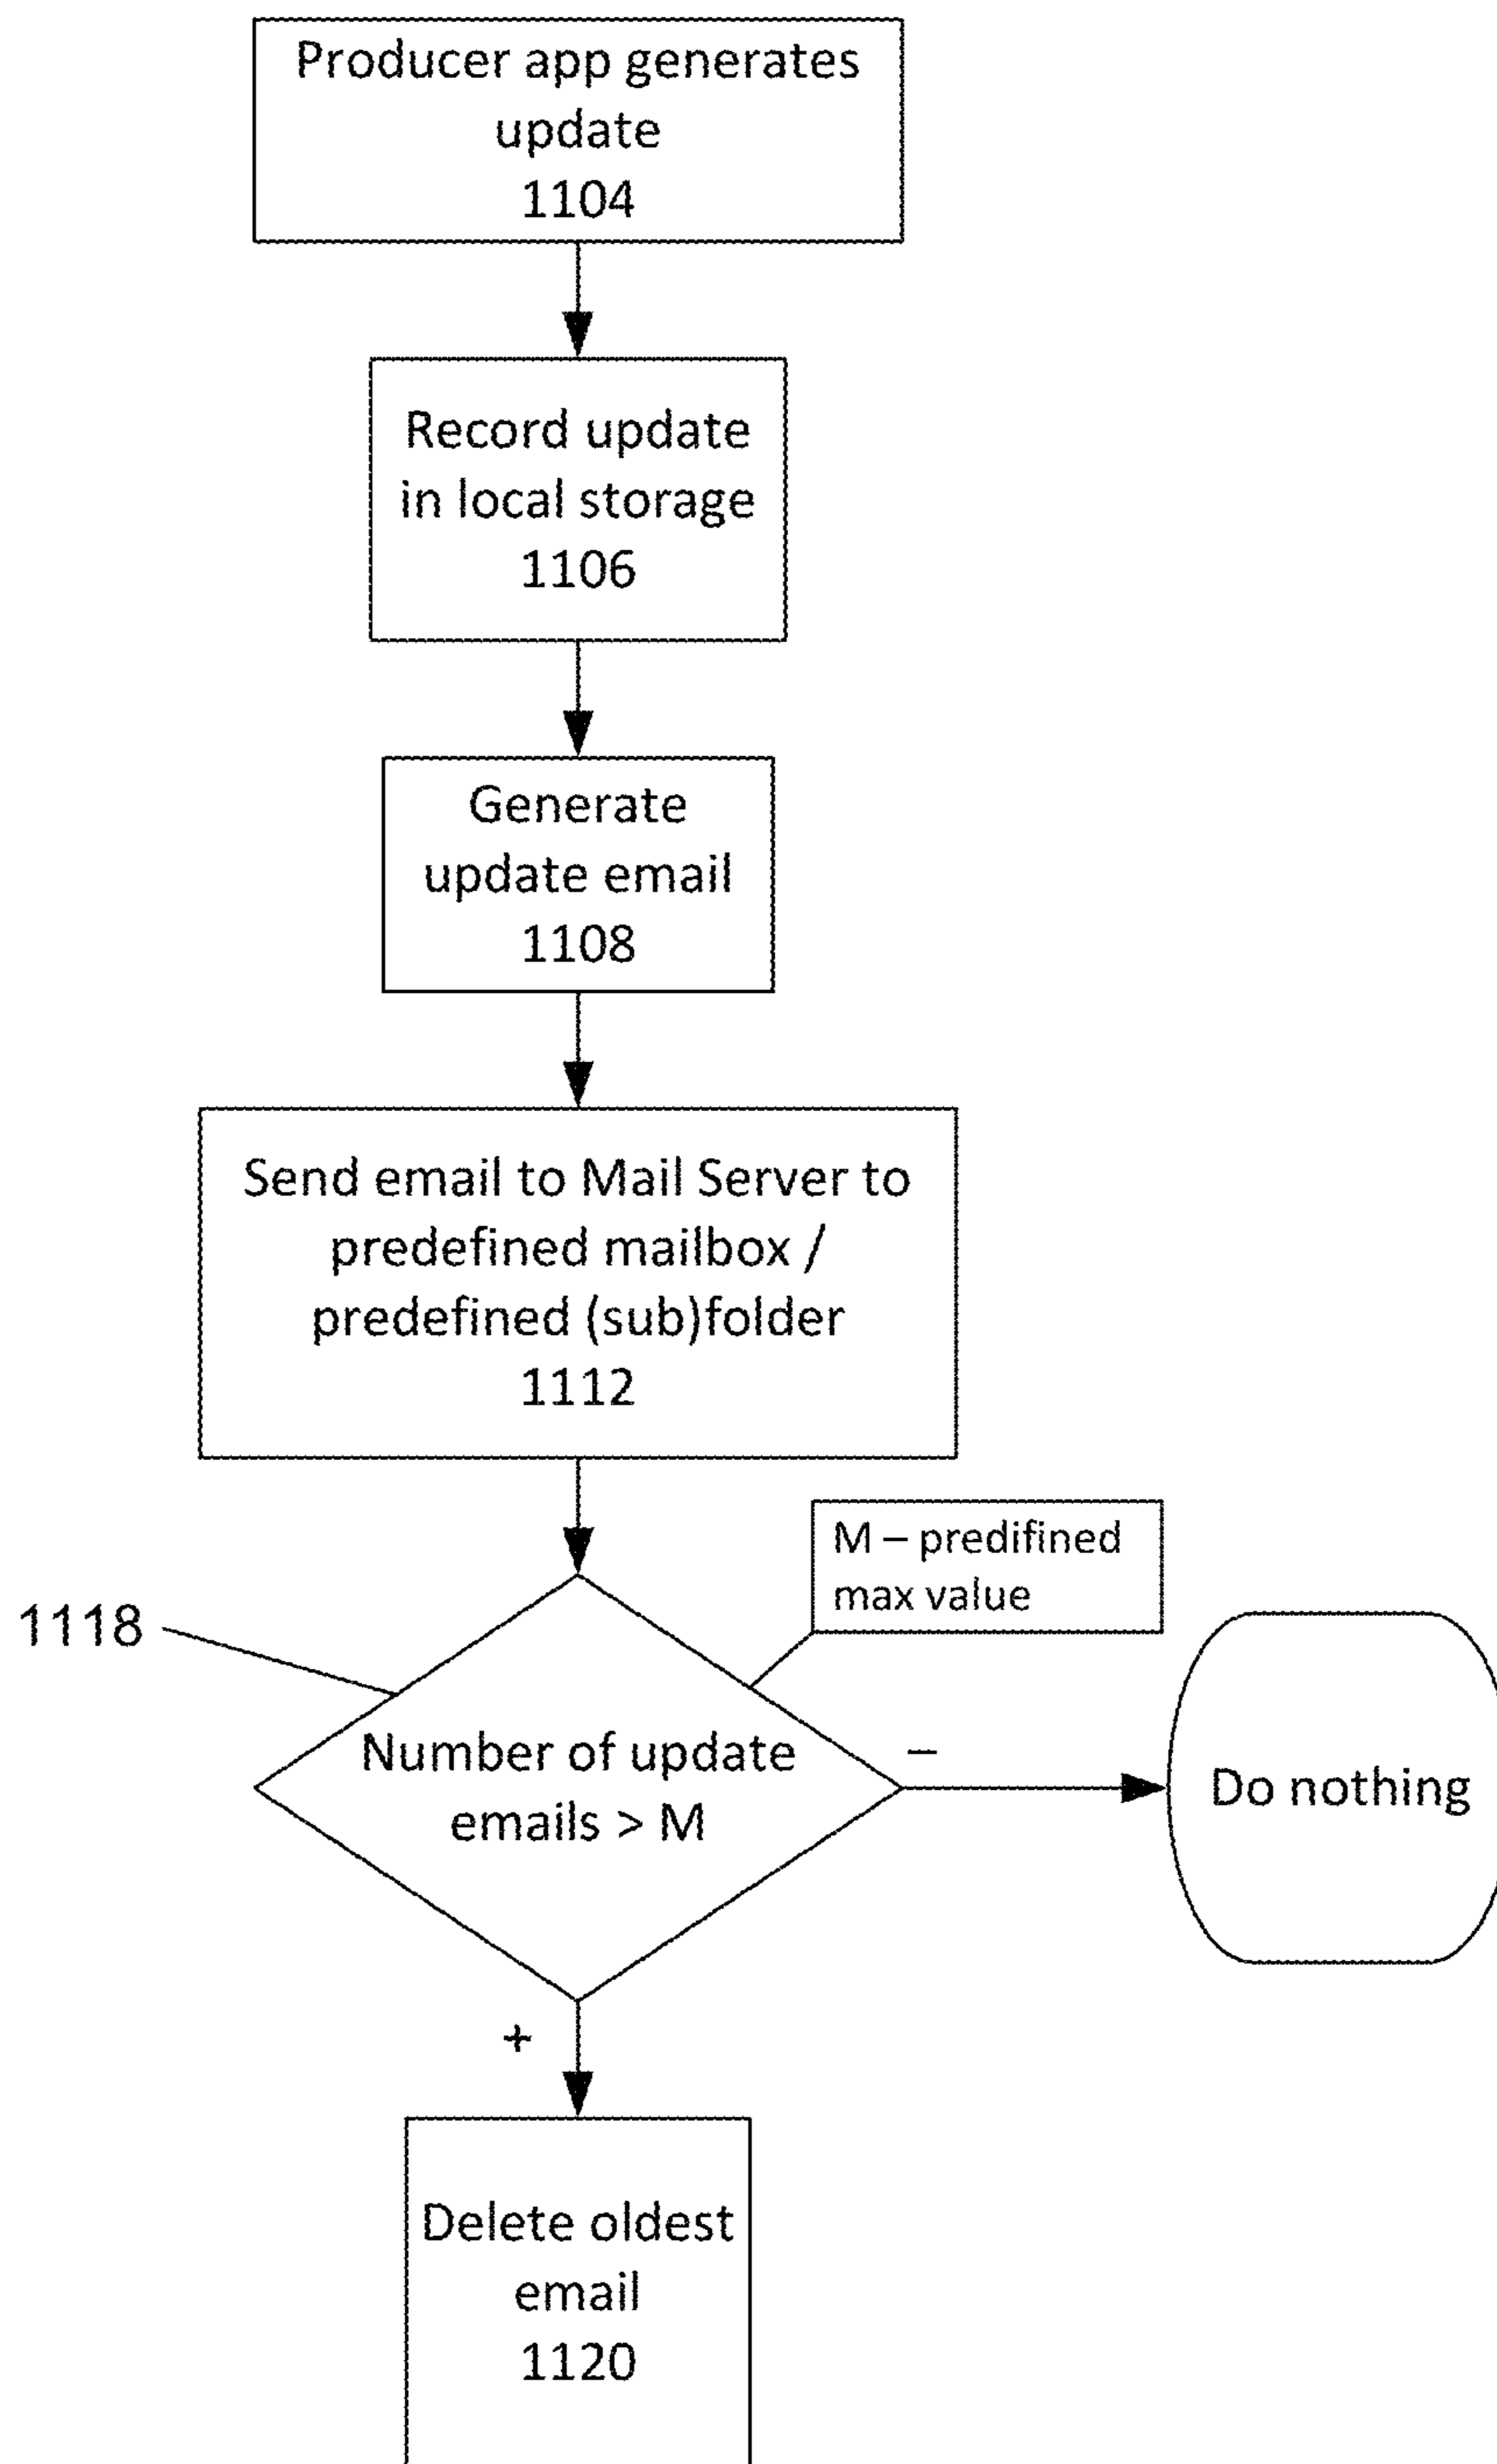 Producer app generates
update
1104
Record update
in local storage
1106
Generate
update email
1108
Send email to Mail Server to
predefined mailbox /
predefined (sub)folder
1112
M – predifined
max value
1118
Number of update
emails > M
–
Do nothing
+
Delete oldest
email
1120